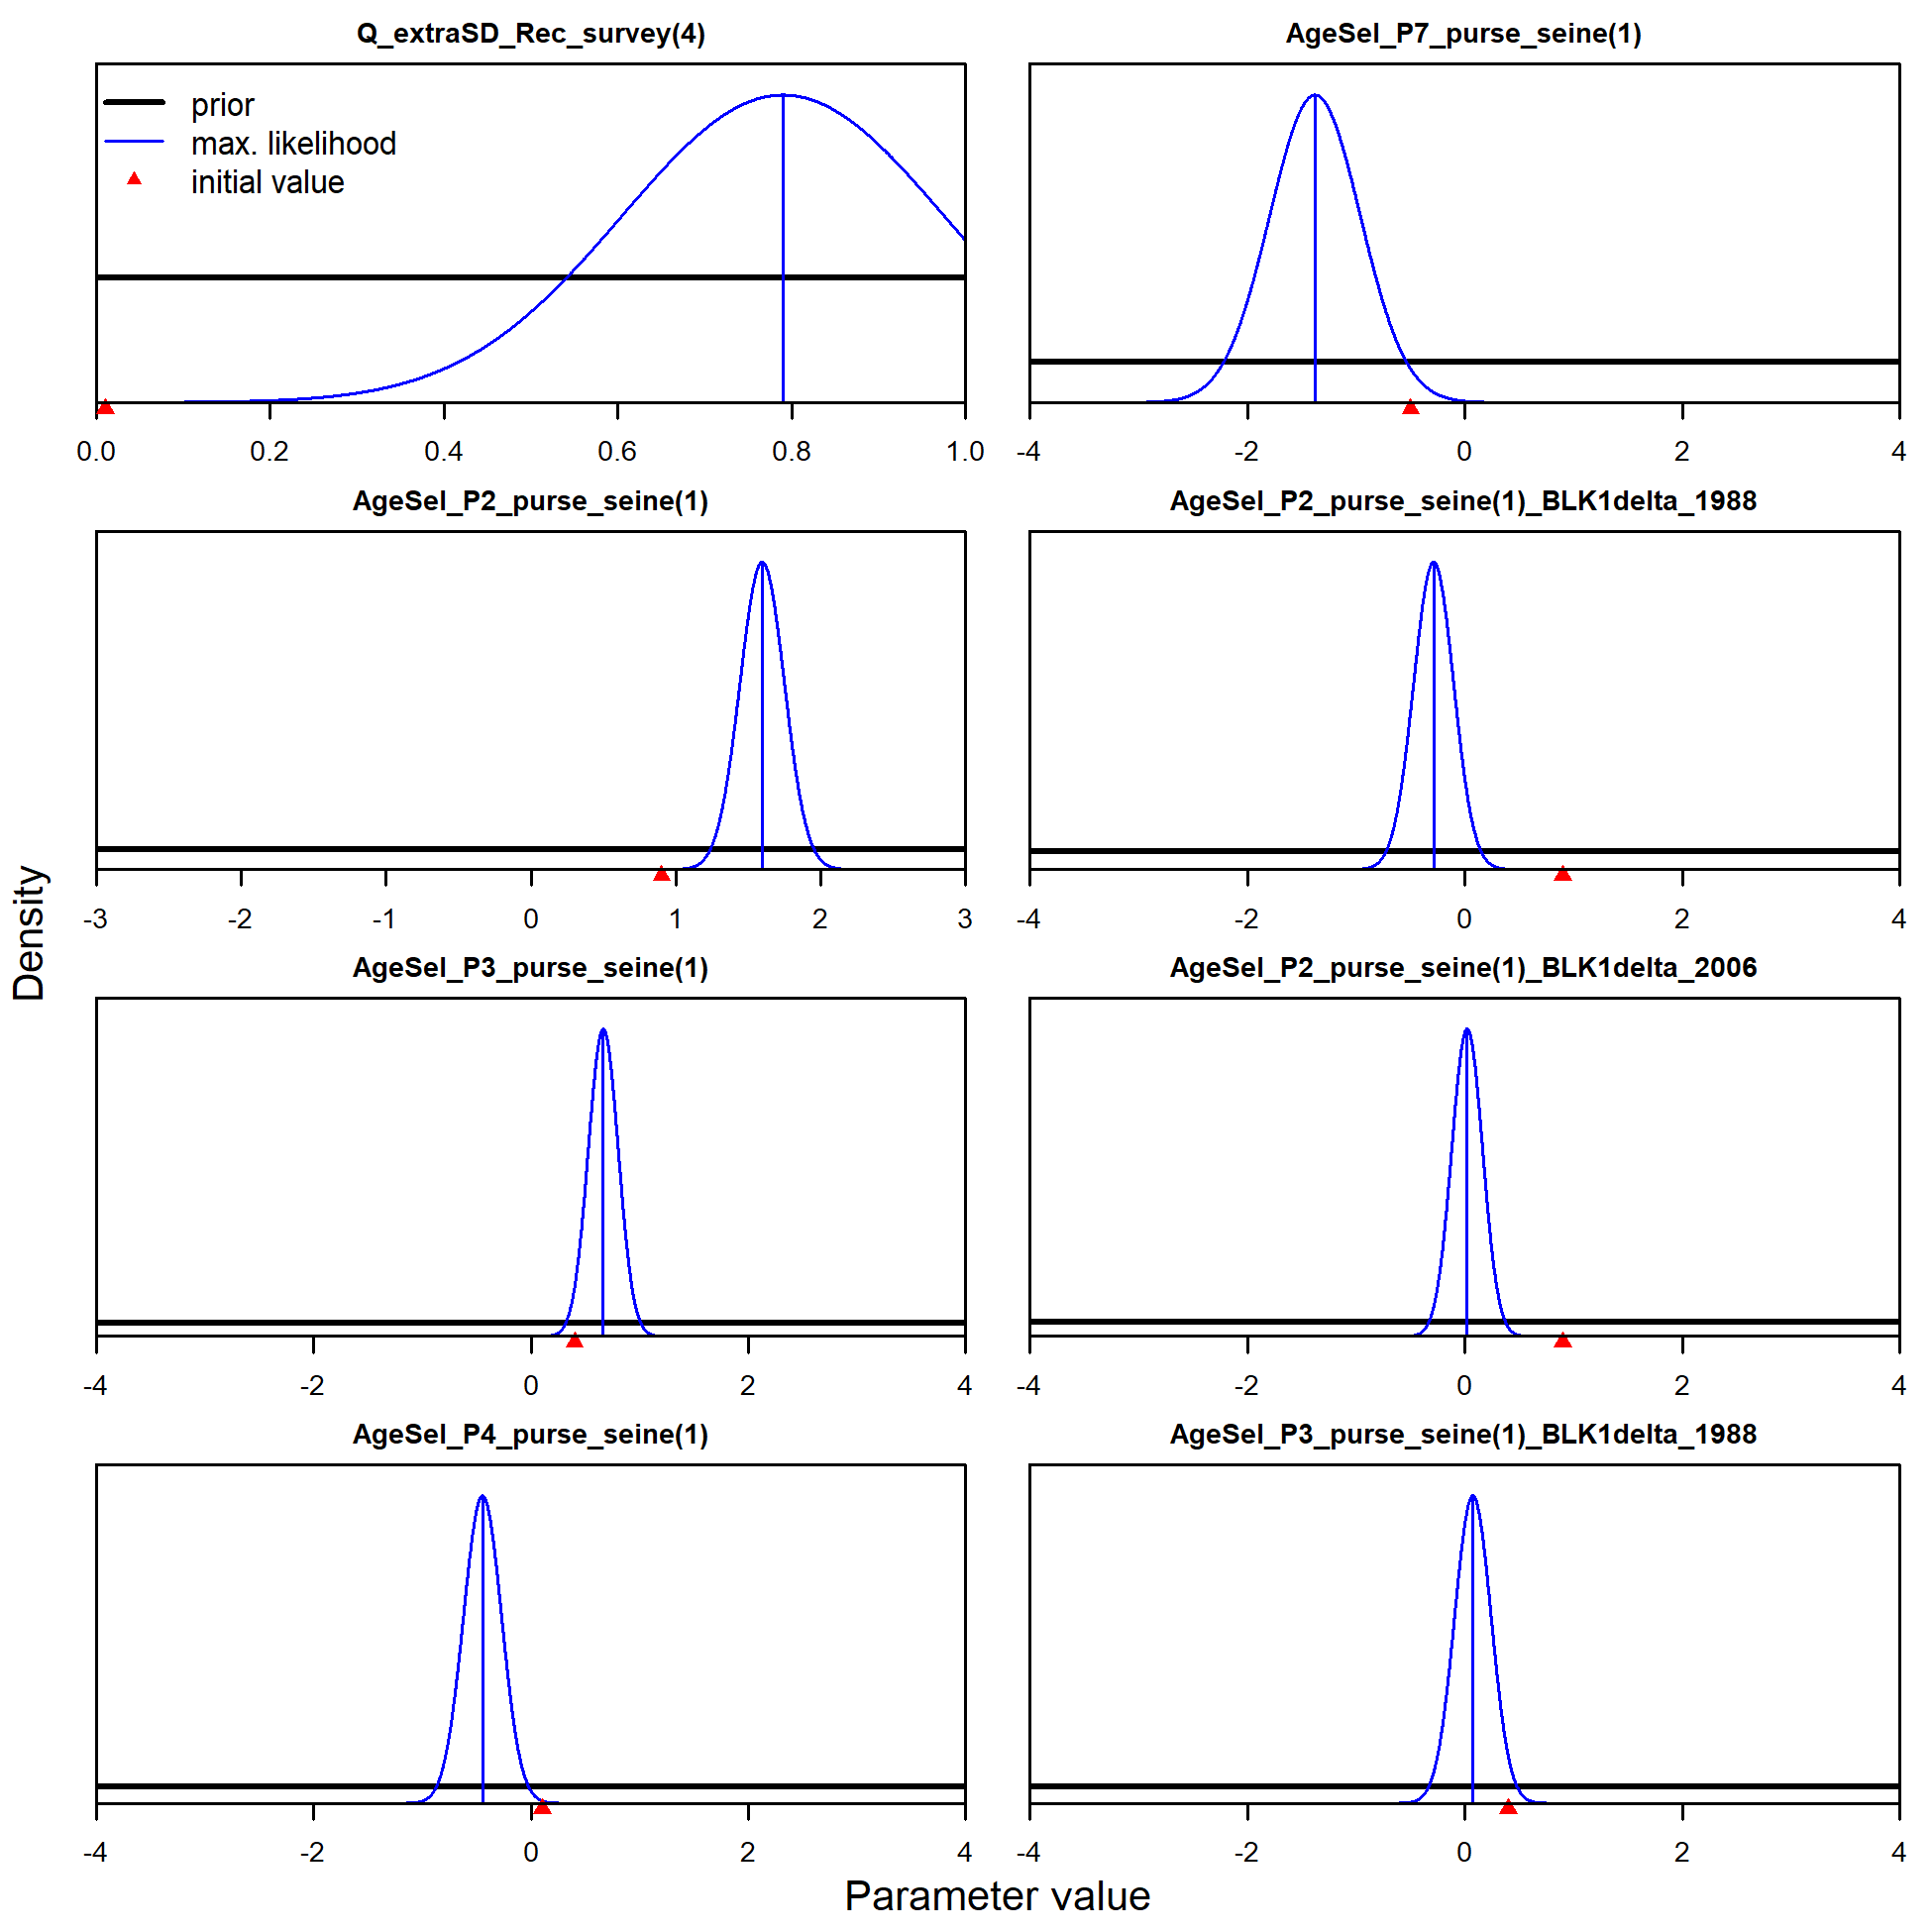 Q_extraSD_Rec_survey(4)
AgeSel_P7_purse_seine(1)
prior
max. likelihood
initial value
0.0 0.2 0.4 0.6 0.8 1.0
-4 -2 0 2 4
AgeSel_P2_purse_seine(1)
AgeSel_P2_purse_seine(1)_BLK1delta_1988
-3 -2 -1 0 1 2 3
-4 -2 0 2 4
Density
AgeSel_P3_purse_seine(1)
AgeSel_P2_purse_seine(1)_BLK1delta_2006
-4 -2 0 2 4
-4 -2 0 2 4
AgeSel_P4_purse_seine(1)
AgeSel_P3_purse_seine(1)_BLK1delta_1988
-4 -2 0 2 4
-4 -2 0 2 4
Parameter value